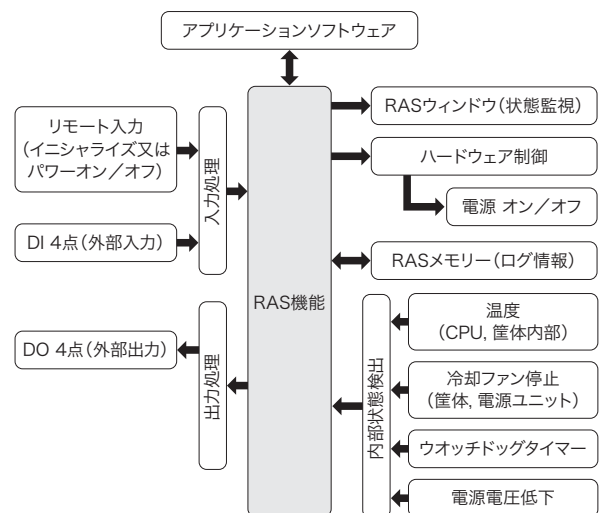 アプリケーションソフトウェア
リモート入力
(イニシャライズ又は
パワーオン／オフ)
DI 4点(外部入力)
入力処理
DO 4点(外部出力)
出力処理
RAS機能
RASウィンドウ(状態監視)
ハードウェア制御
電源 オン／オフ
RASメモリー(ログ情報)
内部状態検出
温度
(CPU, 筐体内部)
冷却ファン停止
(筐体, 電源ユニット)
ウオッチドッグタイマー
電源電圧低下